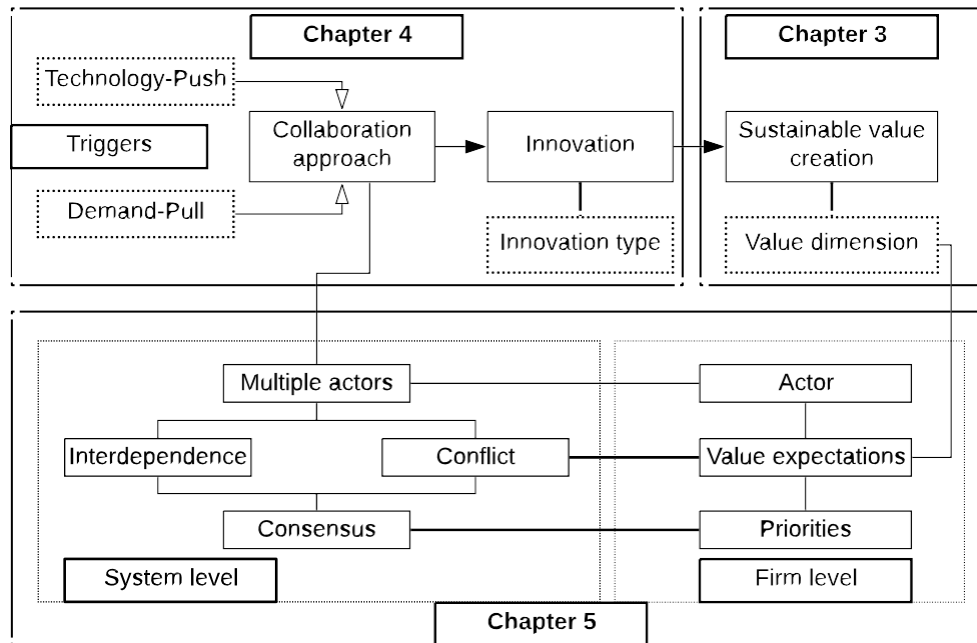 Chapter 4
Chapter 3
Technology-Push
Triggers
Demand-Pull
Collaboration
approach
Innovation
Innovation type
Sustainable value
creation
Value dimension
Multiple actors
Actor
Interdependence
Conflict
Value expectations
Consensus
Priorities
System level
Firm level
Chapter 5